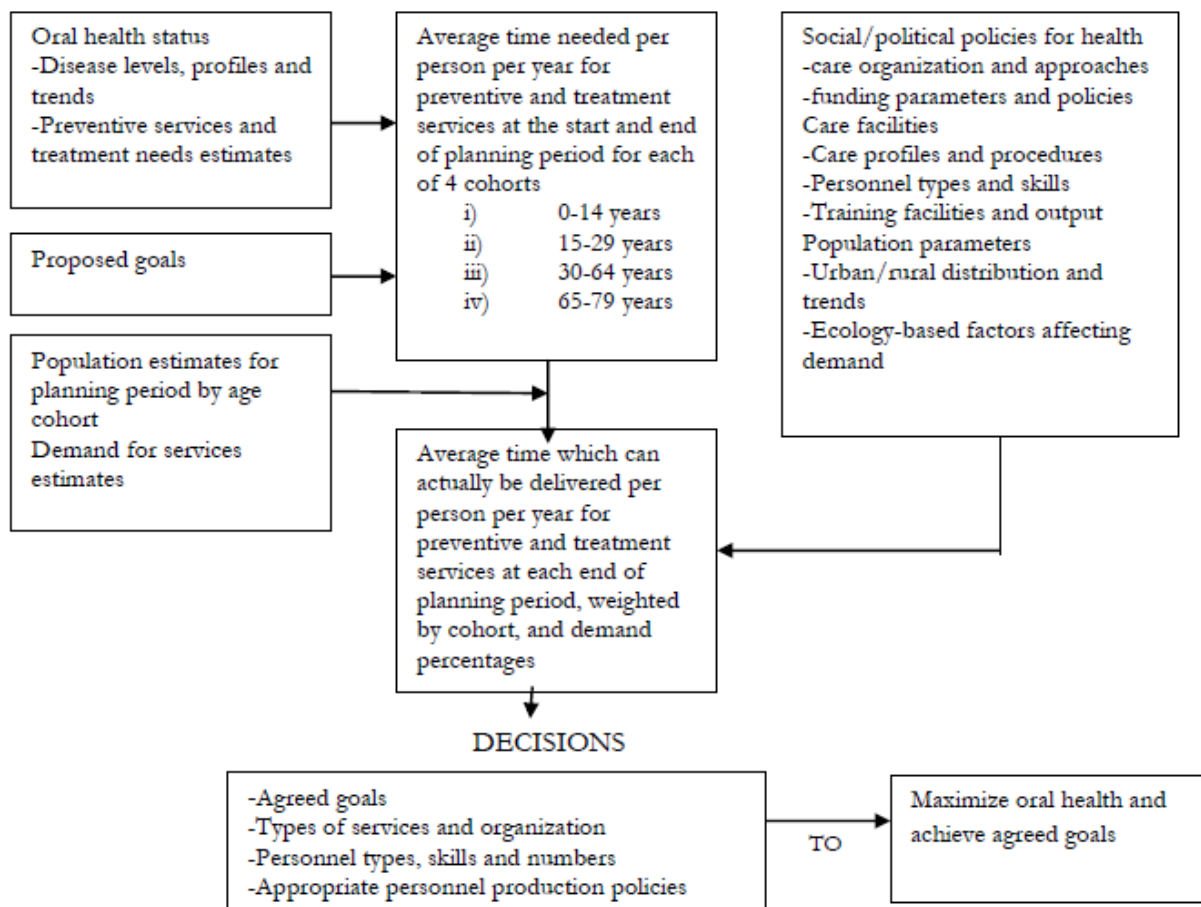 Oral health status
-Disease levels, profiles and
trends
-Preventive services and
treatment needs estimates
Proposed goals
Population estimates for
planning period by age
cohort
Demand for services
estimates
Average time needed per
person per year for
preventive and treatment
services at the start and end
of planning period for each
of 4 cohorts
i) 0-14 years
ii) 15-29 years
iii) 30-64 years
iv) 65-79 years
Social/political policies for health
-care organization and approaches
-funding parameters and policies
Care facilities
-Care profiles and procedures
-Personnel types and skills
-Training facilities and output
Population parameters
-Urban/rural distribution and
trends
-Ecology-based factors affecting
demand
Average time which can
actually be delivered per
person per year for
preventive and treatment
services at each end of
planning period, weighted
by cohort, and demand
percentages
DECISIONS
-Agreed goals
-Types of services and organization
-Personnel types, skills and numbers
-Appropriate personnel production policies
TO
Maximize oral health and
achieve agreed goals